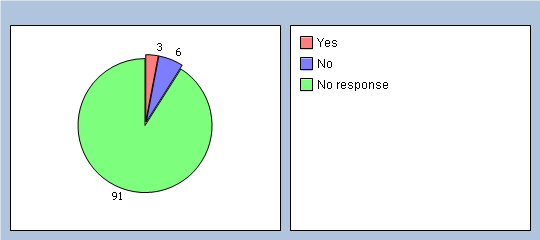 3
6
91
Yes
No
No response